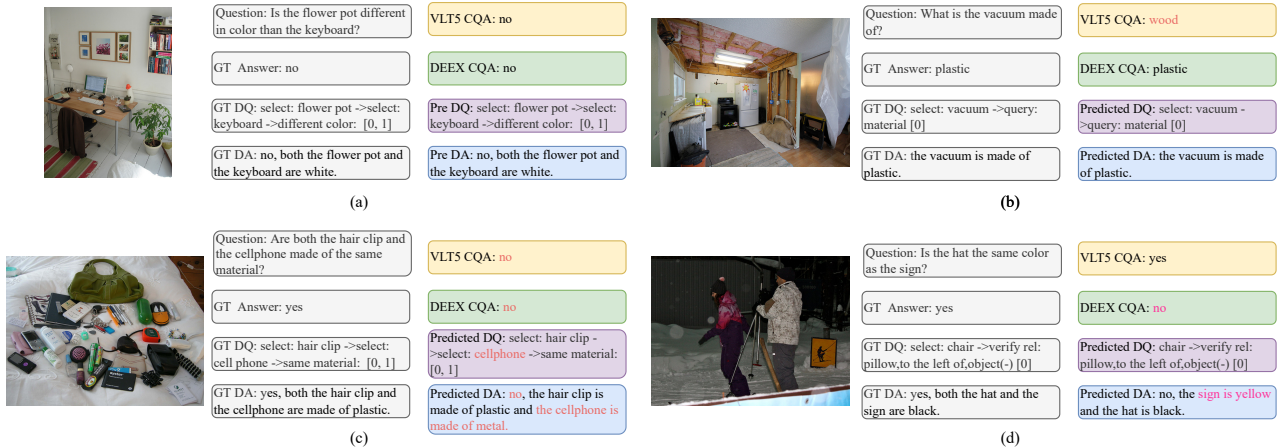 (a)
Question: Is the flower pot different
in color than the keyboard?
VLT5 CQA: no
GT Answer: no
DEEX CQA: no
GT DQ: select: flower pot ->select:
keyboard ->different color: [0, 1]
Pre DQ: select: flower pot ->select:
keyboard ->different color: [0, 1]
GT DA: no, both the flower pot and
the keyboard are white.
Pre DA: no, both the flower pot and
the keyboard are white.
(a)
Question: What is the vacuum made
of?
VLT5 CQA: wood
GT Answer: plastic
DEEX CQA: plastic
GT DQ: select: vacuum ->query:
material [0]
Predicted DQ: select: vacuum -
>query: material [0]
GT DA: the vacuum is made of
plastic.
Predicted DA: the vacuum is made
of plastic.
(b)
Question: Are both the hair clip and
the cellphone made of the same
material?
VLT5 CQA: no
GT Answer: yes
DEEX CQA: no
GT DQ: select: hair clip ->select:
cell phone ->same material: [0, 1]
Predicted DQ: select: hair clip -
>select: cellphone ->same material:
[0, 1]
GT DA: yes, both the hair clip and
the cellphone are made of plastic.
Predicted DA: no, the hair clip is
made of plastic and the cellphone is
made of metal.
(c)
Question: Is the hat the same color
as the sign?
VLT5 CQA: yes
GT Answer: yes
DEEX CQA: no
GT DQ: select: chair ->verify rel:
pillow,to the left of,object(-) [0]
Predicted DQ: chair ->verify rel:
pillow,to the left of,object(-) [0]
GT DA: yes, both the hat and the
sign are black.
Predicted DA: no, the sign is yellow
and the hat is black.
(d)